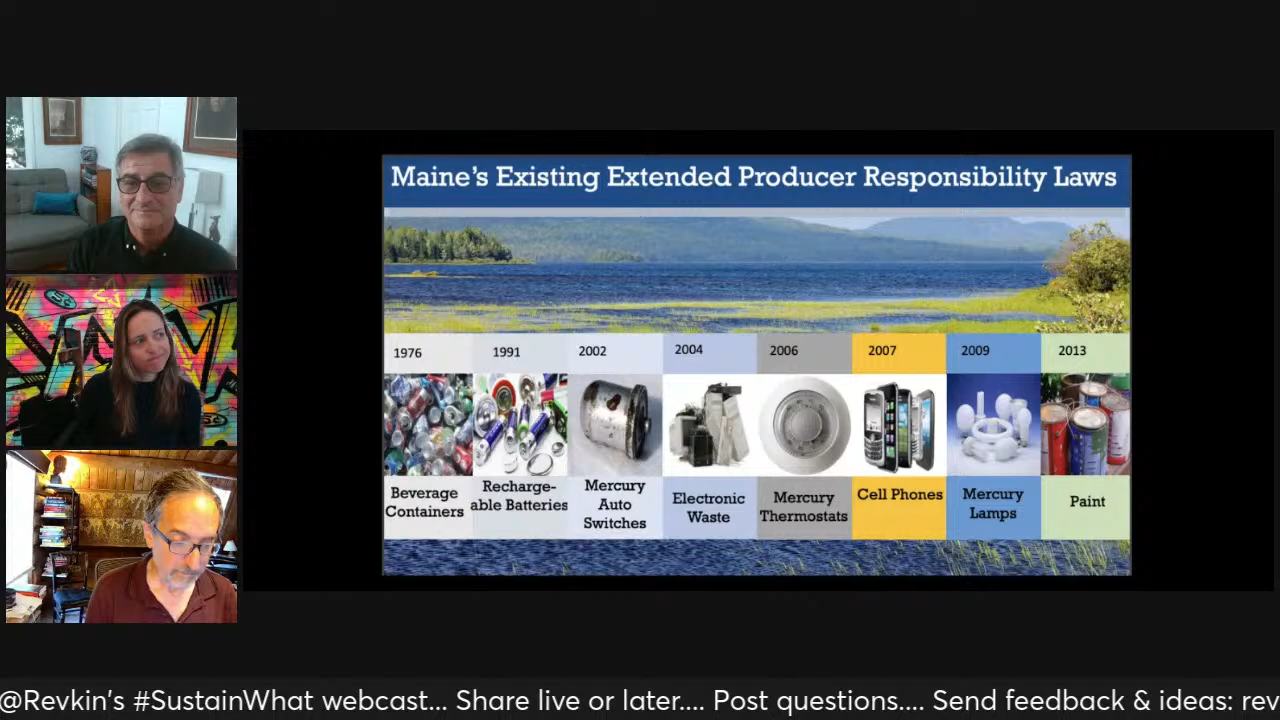 Maine's Existing Extended Producer Responsibility Laws
1976
1991
2002
2004
2006
2007
2009
2013
Beverage
Containers
Recharge-
able Batteries
Mercury
Auto
Switches
Electronic
Waste
Mercury
Thermostats
Cell Phones
Mercury
Lamps
Paint
@Revkin's #SustainWhat webcast... Share live or later.... Post questions.... Send feedback & ideas: rev